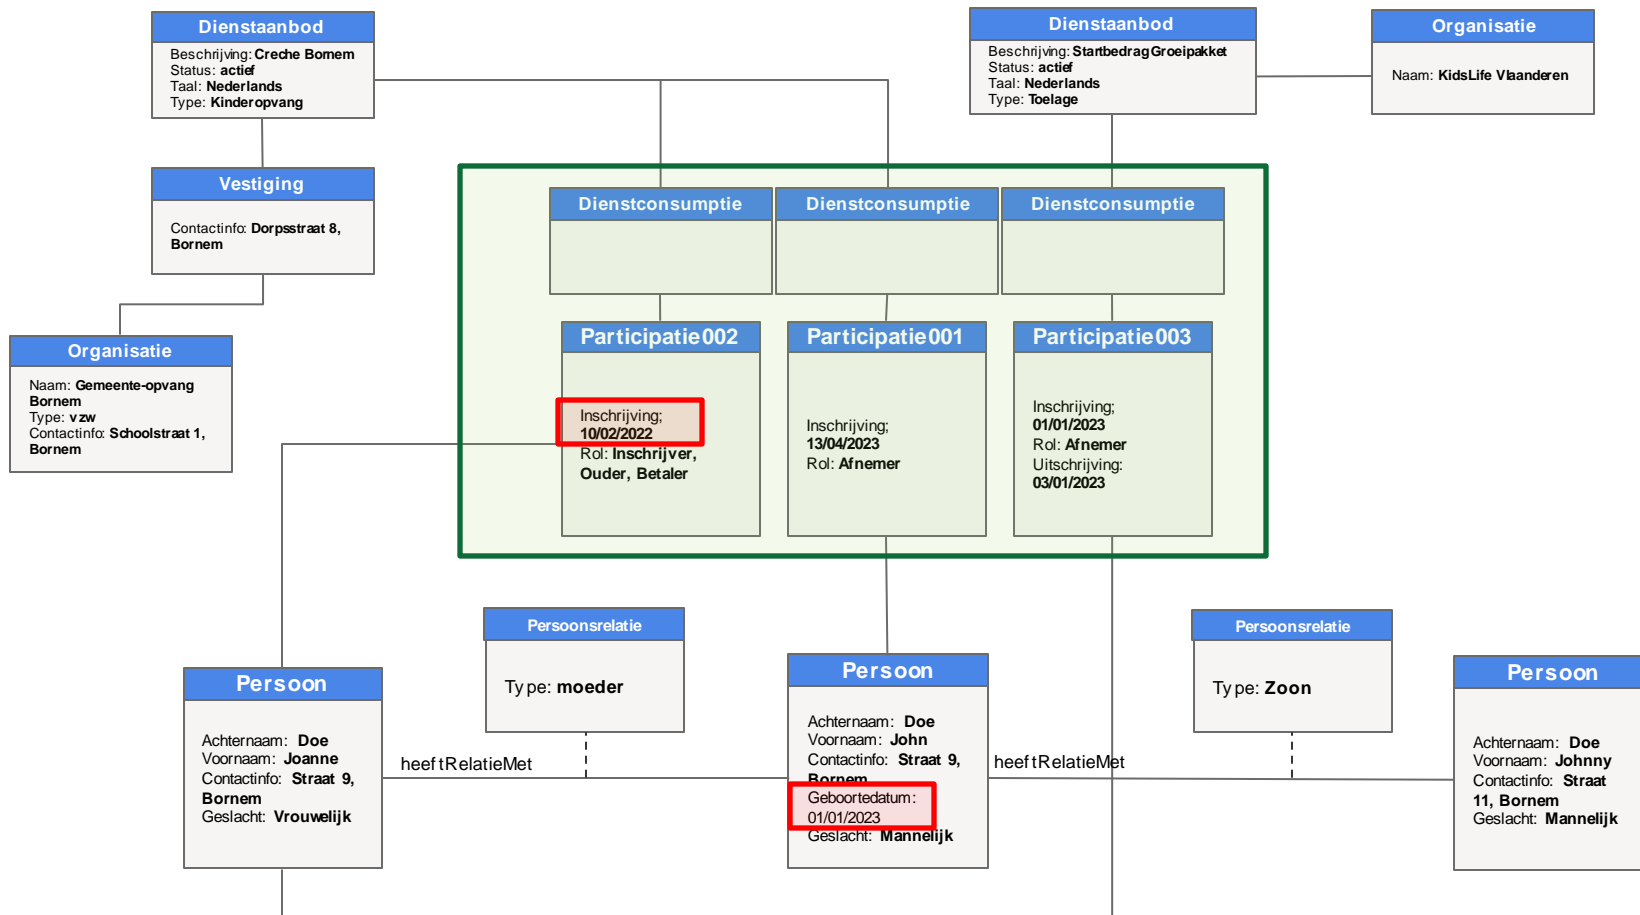 Dienstaanbod
Beschrijving: Creche Bornem
Status: actief
Taal: Nederlands
Type: Kinderopvang
Dienstaanbod
Beschrijving: Startbedrag Groeipakket
Status: actief
Taal: Nederlands
Type: Toelage
Organisatie
Naam: KidsLife Vlaanderen
Vestiging
Contactinfo: Dorpsstraat 8,
Bornem
Organisatie
Naam: Gemeente-opvang
Bornem
Type: vzw
Contactinfo: Schoolstraat 1,
Bornem
Dienstconsumptie
Dienstconsumptie
Dienstconsumptie
Participatie002
Inschrijving;
10/02/2022
Rol: Inschrijver,
Ouder, Betaler
Participatie001
Inschrijving;
13/04/2023
Rol: Afnemer
Participatie003
Inschrijving;
01/01/2023
Rol: Afnemer
Uitschrijving:
03/01/2023
Persoonsrelatie
Type: moeder
Persoonsrelatie
Type: Zoon
Persoon
Achternaam: Doe
Voornaam: Joanne
Contactinfo: Straat 9,
Bornem
Geslacht: Vrouwelijk
heeftRelatieMet
Persoon
Achternaam: Doe
Voornaam: John
Contactinfo: Straat 9,
Bornem
Geboortedatum:
01/01/2023
Geslacht: Mannelijk
heeftRelatieMet
Persoon
Achternaam: Doe
Voornaam: Johnny
Contactinfo: Straat
11, Bornem
Geslacht: Mannelijk